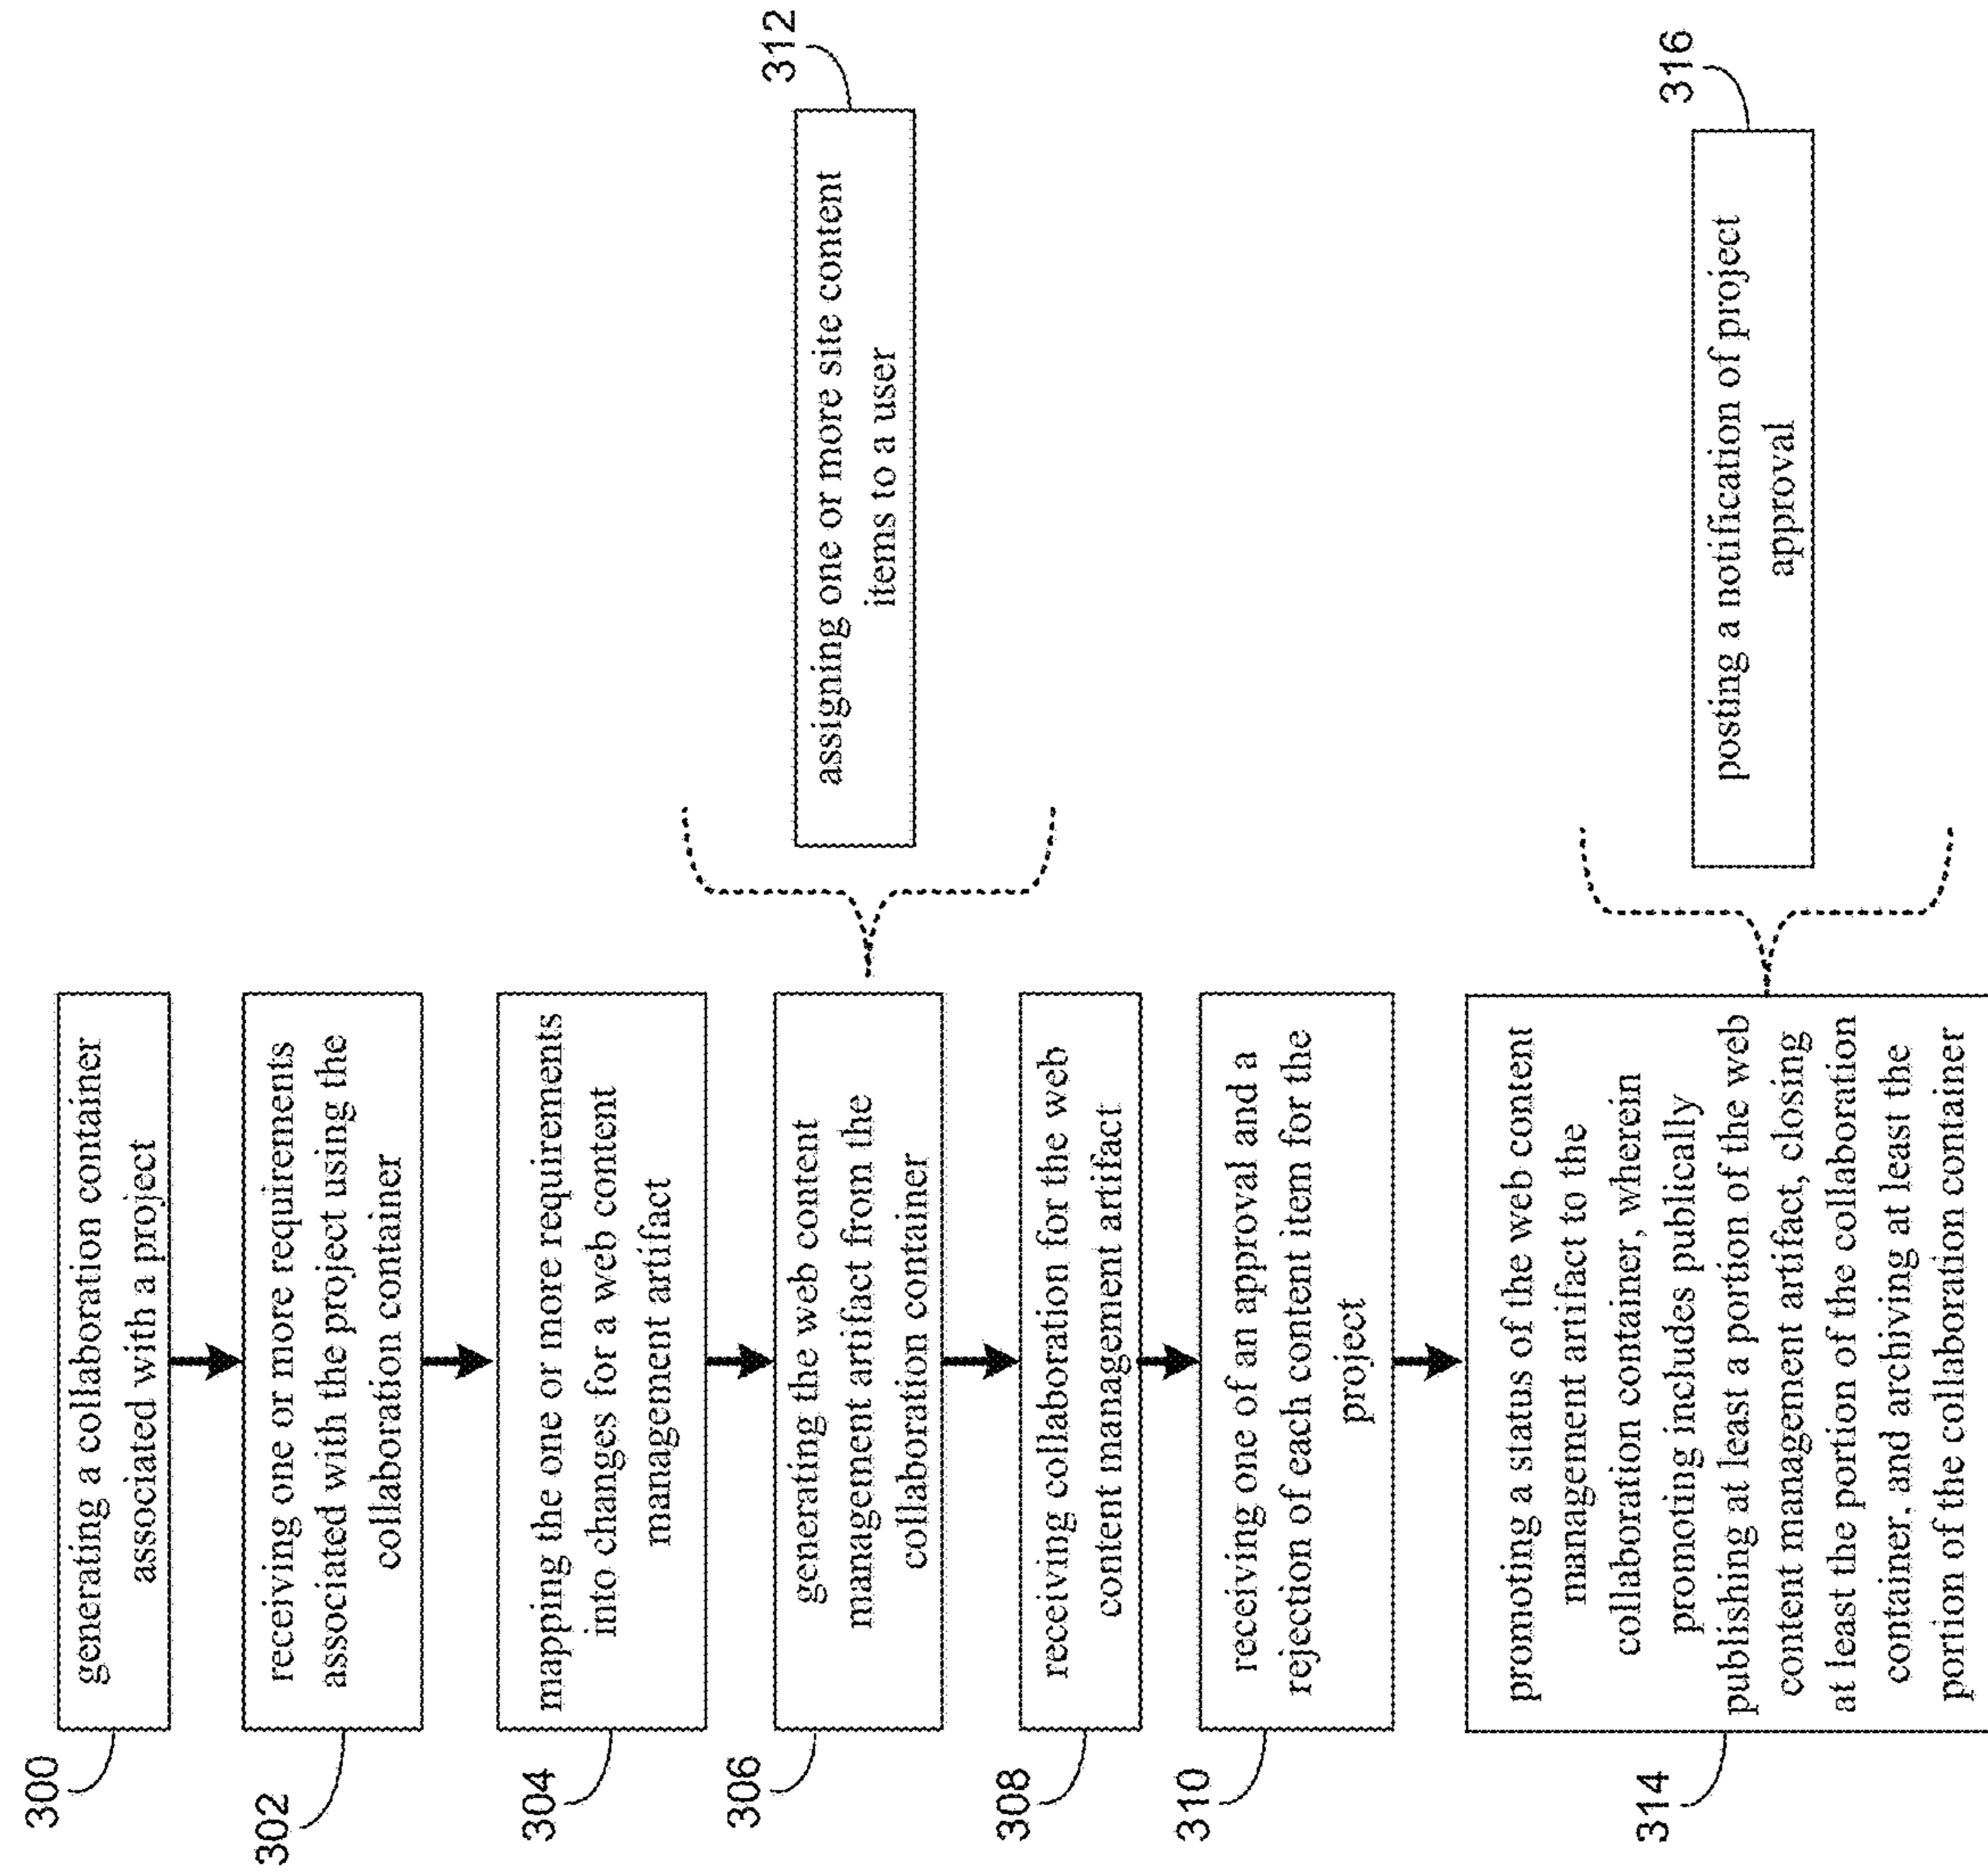 300
generating a collaboration container
associated with a project
302
receiving one or more requirements
associated with the project using the
collaboration container
304
mapping the one or more requirements
into changes for a web content
management artifact
306
generating the web content
management artifact from the
collaboration container
312
assigning one or more site content
items to a user
308
receiving collaboration for the web
content management artifact
310
receiving one of an approval and a
rejection of each content item for the
project
314
promoting a status of the web content
management artifact to the
collaboration container, wherein
promoting includes publically
publishing at least a portion of the web
content management artifact, closing
at least the portion of the collaboration
container, and archiving at least the
portion of the collaboration container
316
posting a notification of project
approval